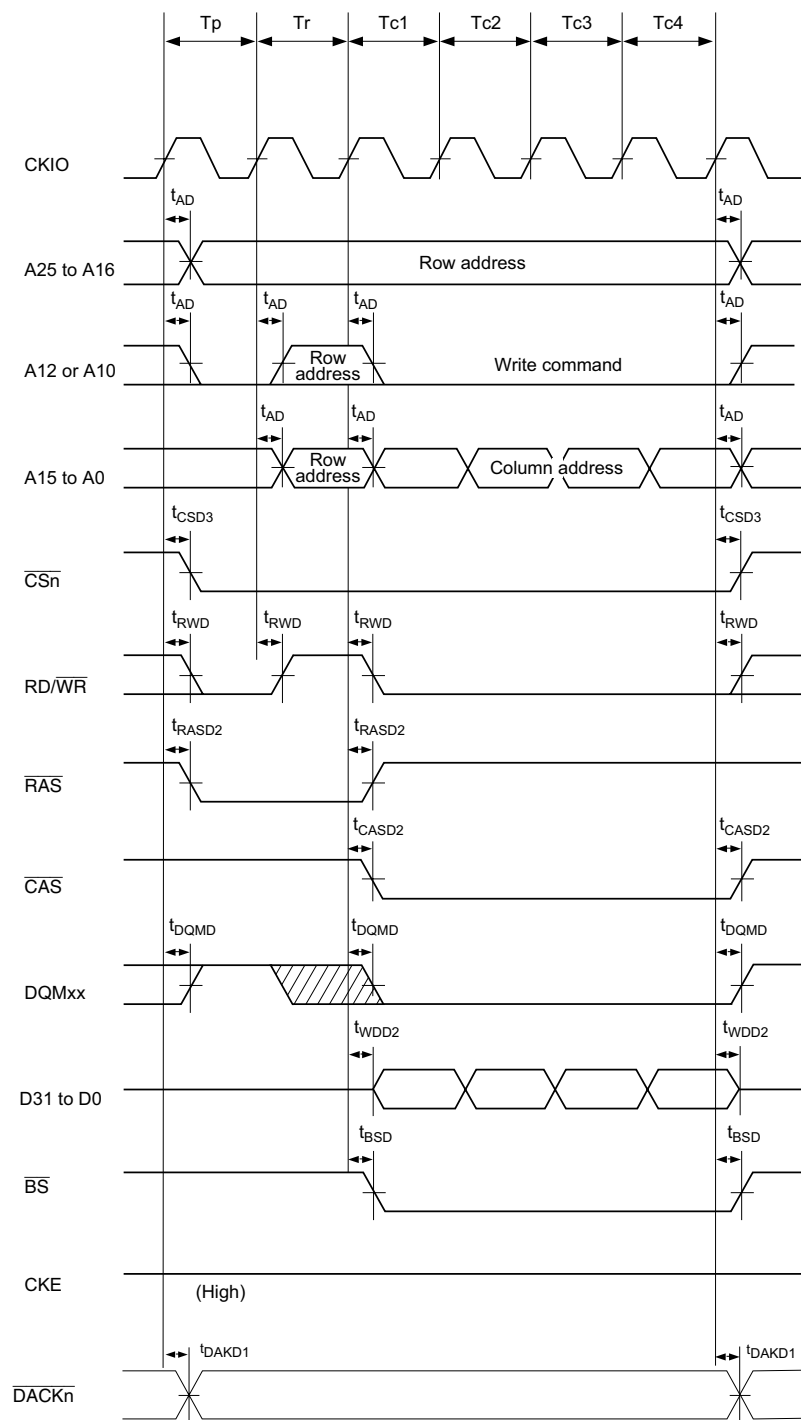 Tp Tr Tc1 Tc2 Tc3 Tc4
CKIO
tAD tAD
A25 to A16 Row address
tAD tAD tAD tAD
A12 or A10 Row address Write command
tAD tAD tAD
A15 to A0 Row address Column address
tCSD3 tCSD3
CSn
tRWD tRWD tRWD tRWD
RD/WR
tRASD2 tRASD2
RAS
tCASD2 tCASD2
CAS
tDQMD tDQMD tDQMD
DQMxx
tWDD2 tWDD2
D31 to D0
tBSD tBSD
BS
CKE (High)
tDAKD1 tDAKD1
DACKn